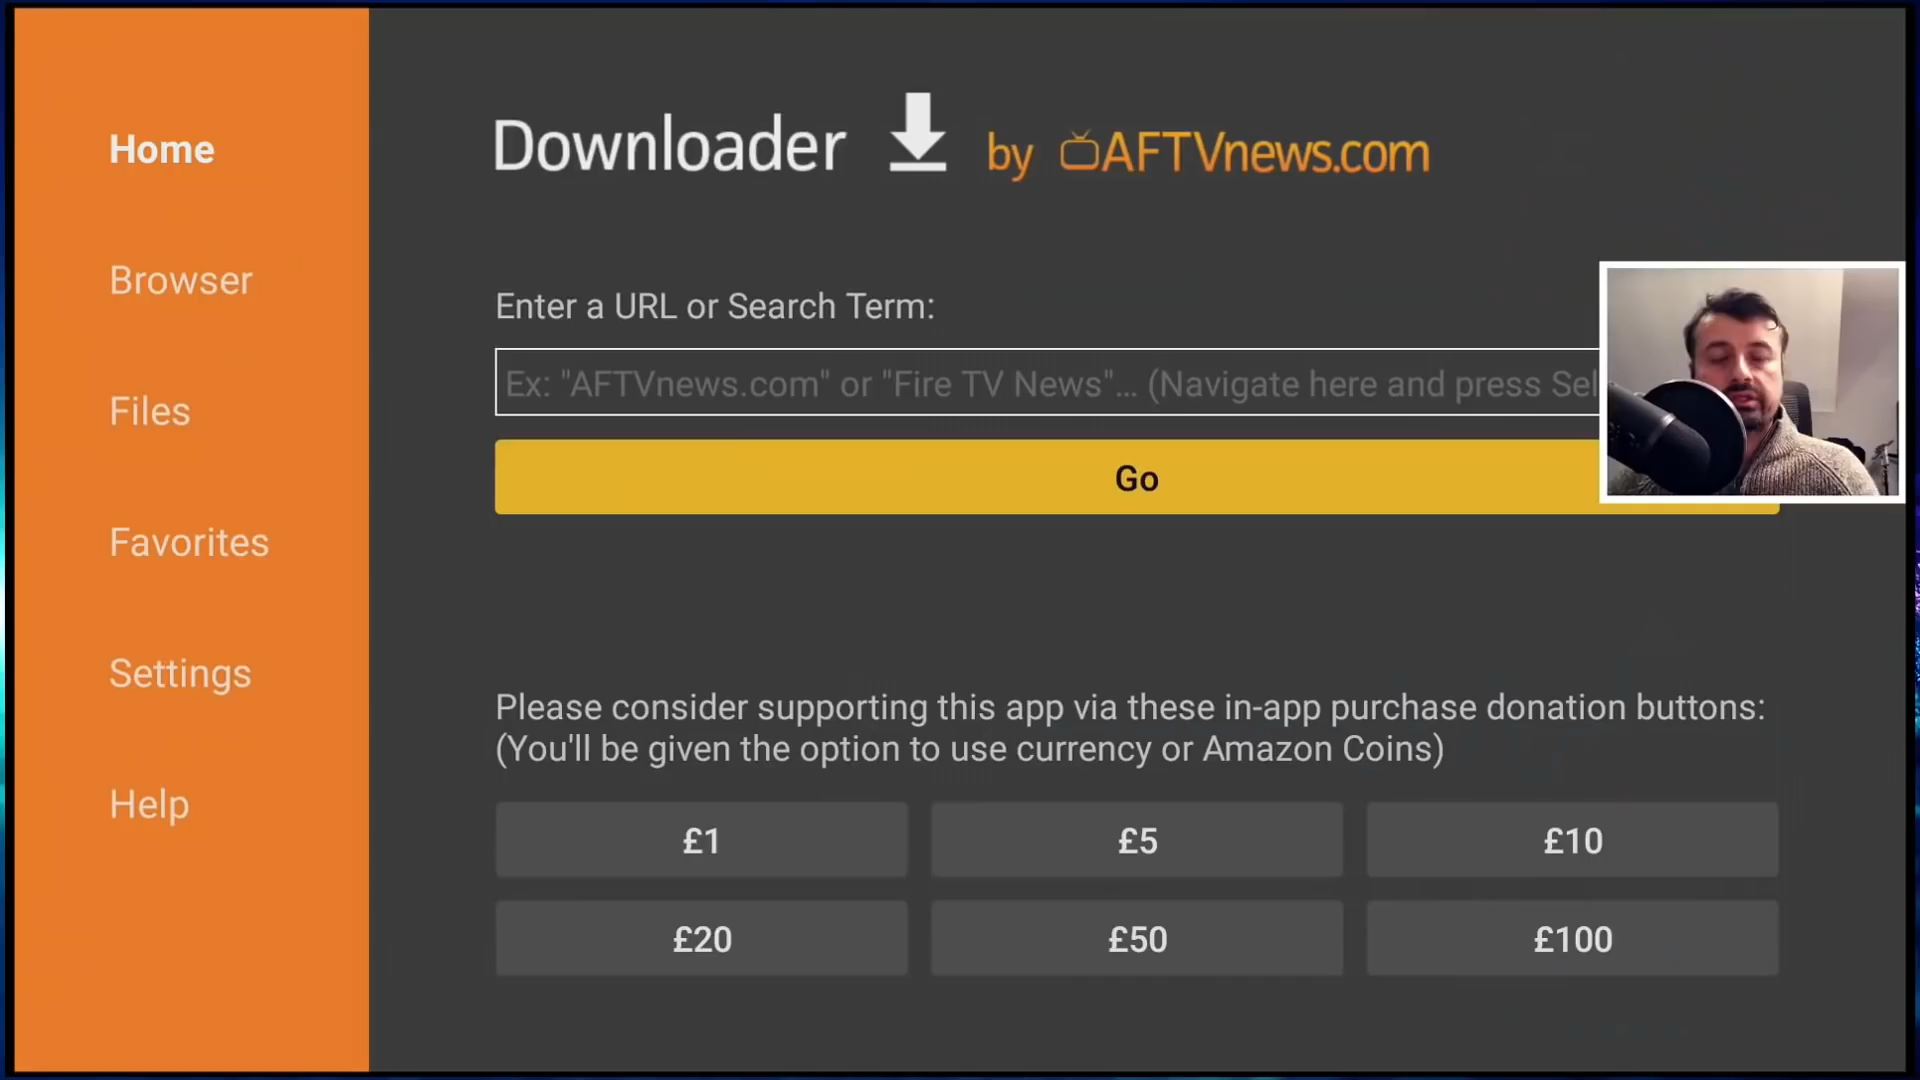 Home
Browser
Files
Favorites
Settings
Help
Downloader by AFTVnews.com
Enter a URL or Search Term:
Ex: "AFTVnews.com" or "Fire TV News"... (Navigate here and press Sel
Go
Please consider supporting this app via these in-app purchase donation buttons:
(You'll be given the option to use currency or Amazon Coins)
£1 £5 £10
£20 £50 £100